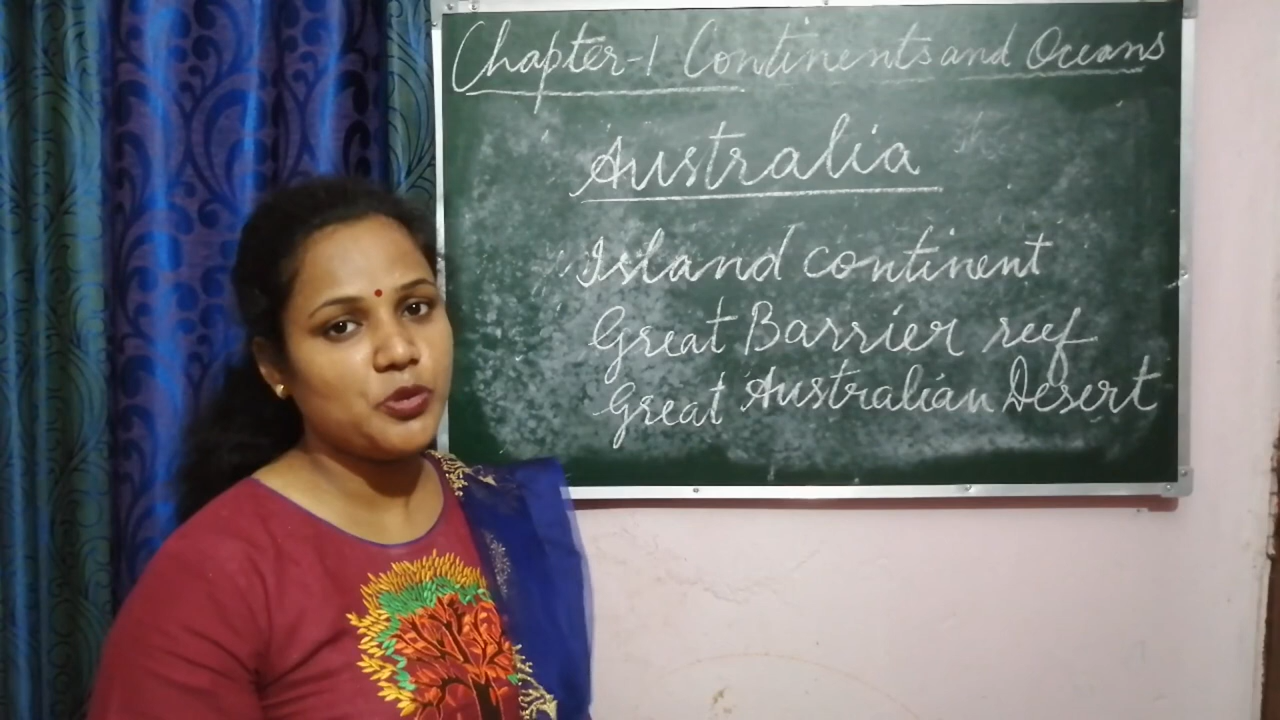 Chapter-1 Continents and Oceans
Australia
Island continent
Great Barrier reef
Great Australian Desert